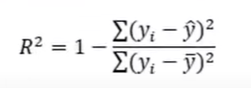 R² = 1 − Σ(yᵢ − ŷ)² / Σ(yᵢ − ȳ)²